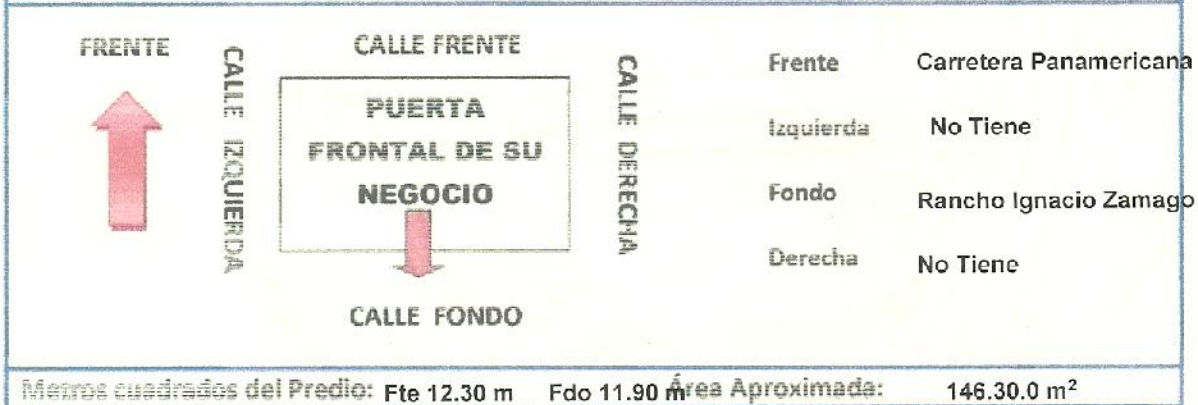 FRENTE
CALLE IZQUIERDA
CALLE FRENTE
PUERTA
FRONTAL DE SU
NEGOCIO
CALLE FONDO
CALLE DERECHA
Frente Carretera Panamericana
Izquierda No Tiene
Fondo Rancho Ignacio Zamago
Derecha No Tiene
Metros cuadrados del Predio: Fte 12.30 m Fdo 11.90 m Área Aproximada: 146.30.0 m²